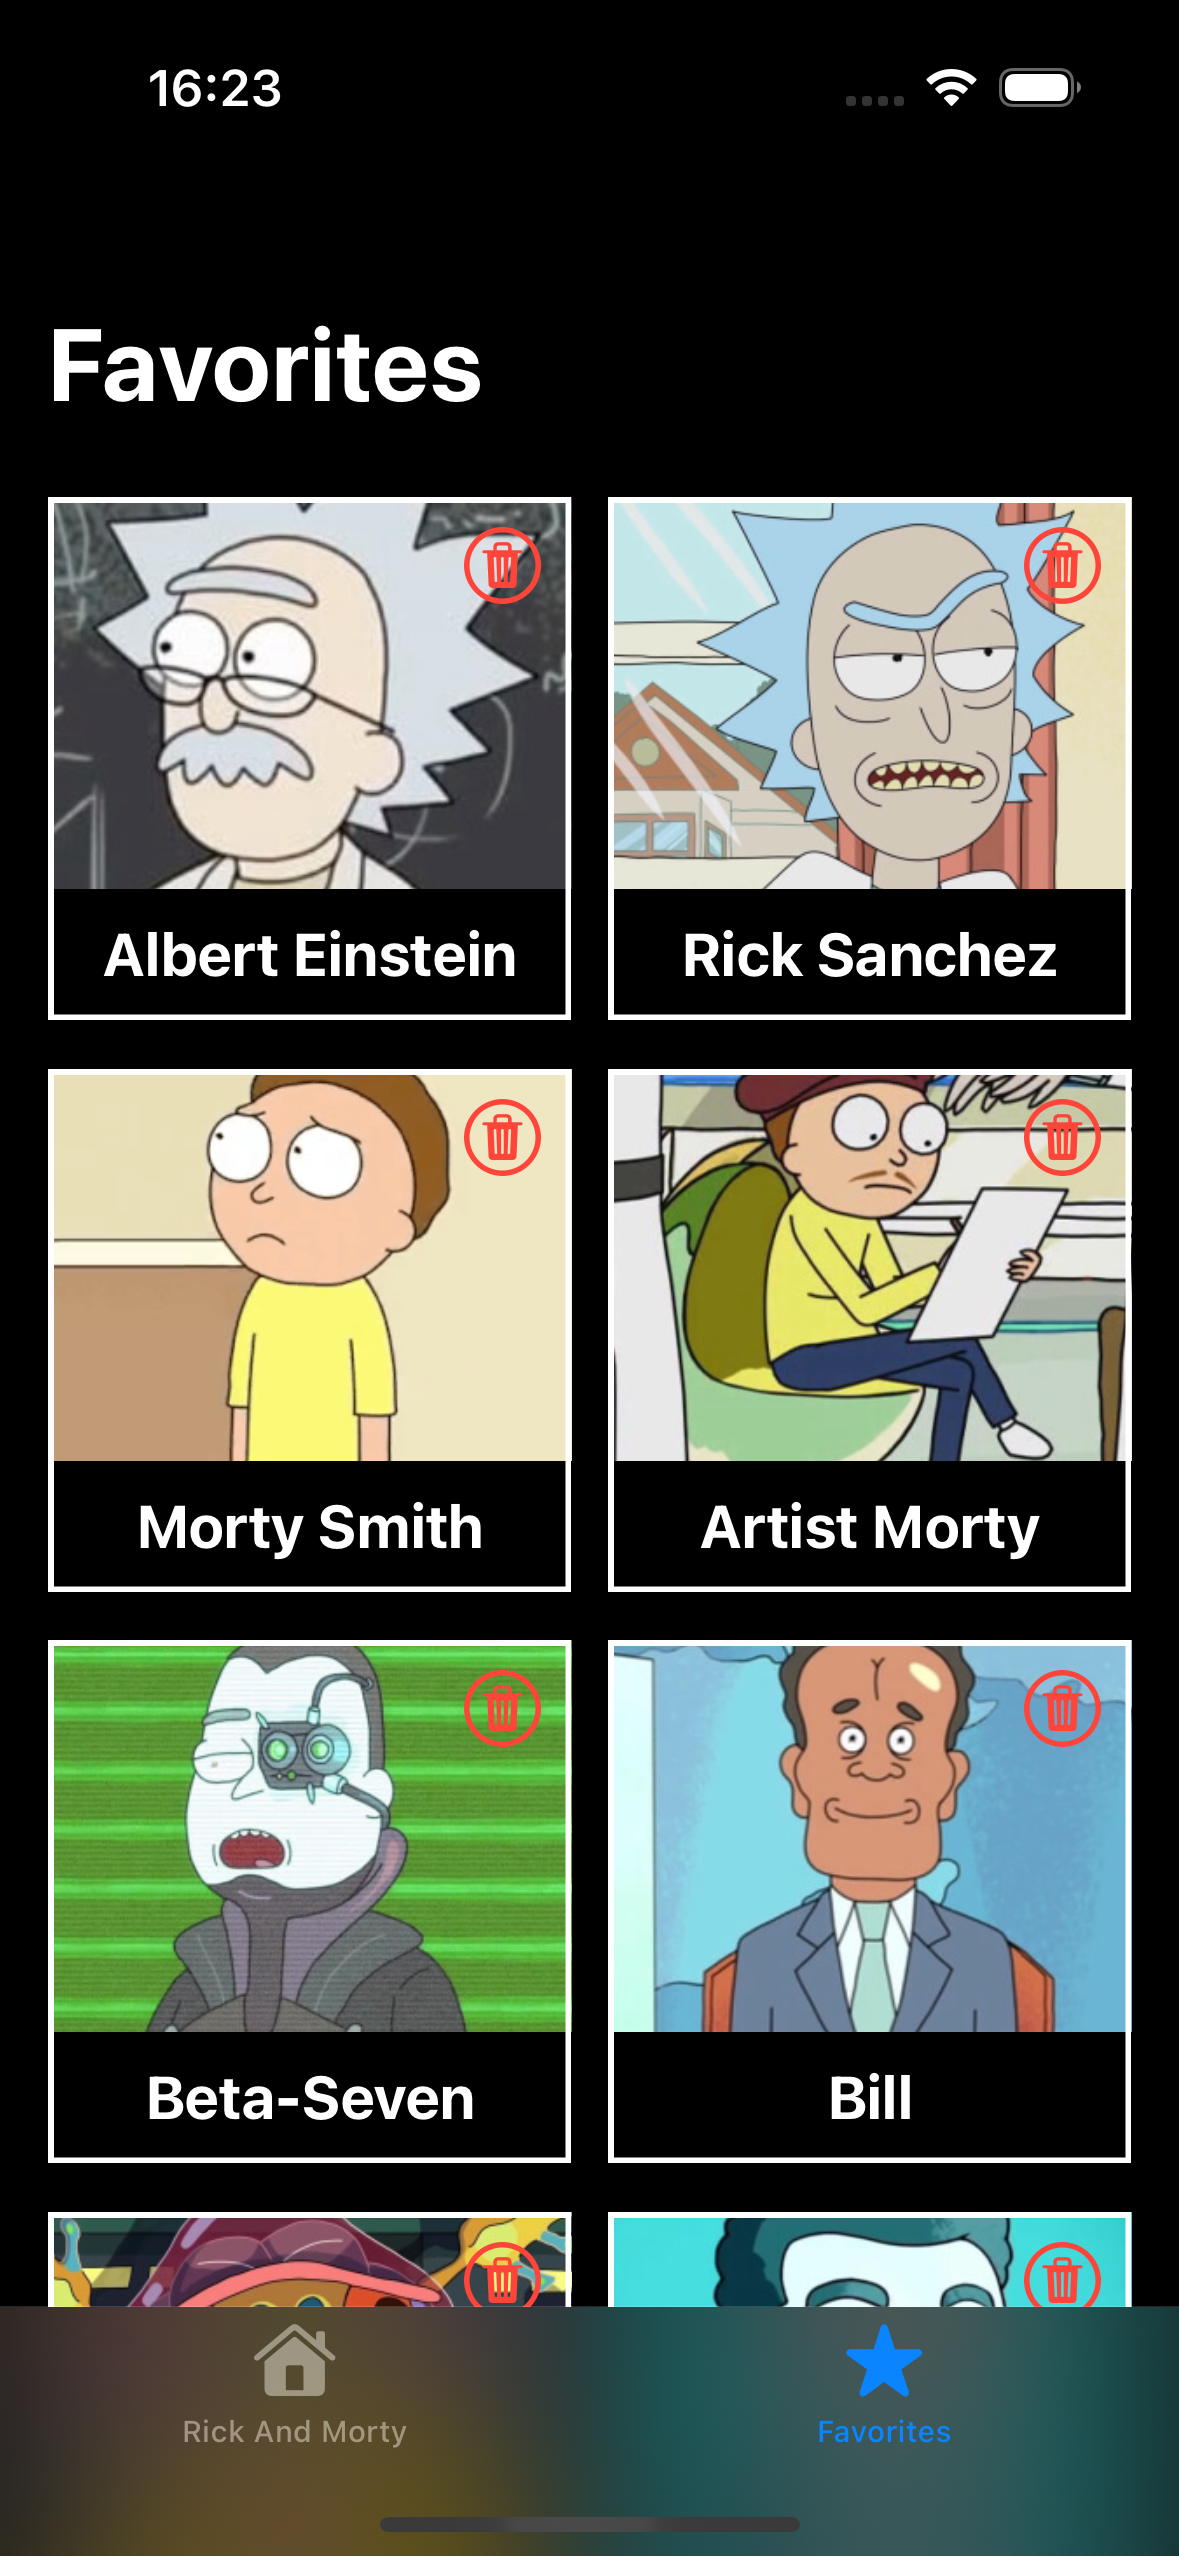 16:23
Favorites
Albert Einstein
Rick Sanchez
Morty Smith
Artist Morty
Beta-Seven
Bill
Rick And Morty
Favorites